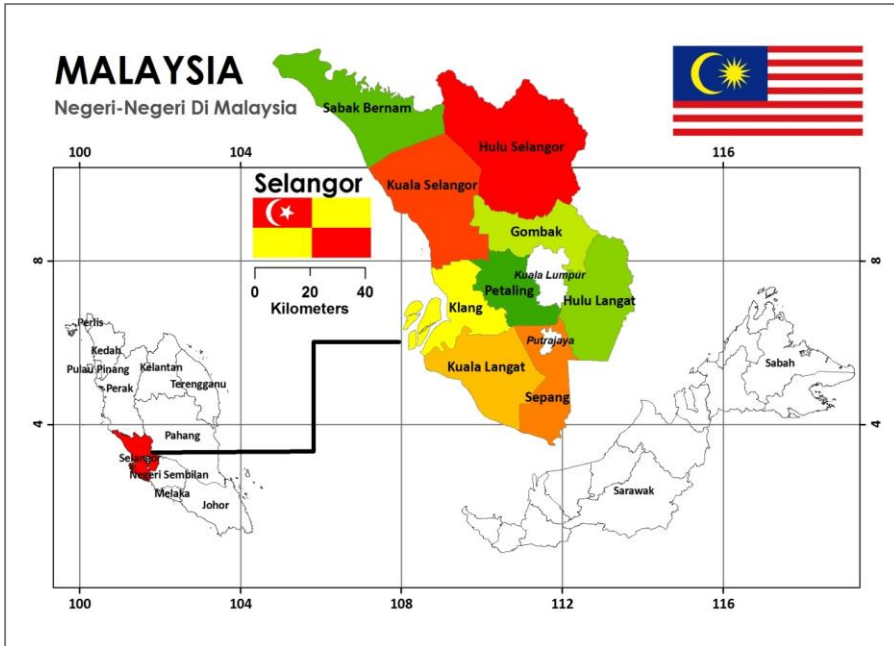 MALAYSIA
Negeri-Negeri Di Malaysia
Sabak Bernam
Hulu Selangor
100
104
116
Selangor
Kuala Selangor
Gombak
8
Kuala Lumpur
8
Petaling
Hulu Langat
0 20 40
Kilometers
Klang
Perlis
Putrajaya
Kedah
Kuala Langat
Pulau Pinang
Kelantan
Sabah
Perak
Terengganu
Sepang
4
4
Pahang
Selangor
Negeri Sembilan
Sarawak
Melaka
Johor
100
104
108
112
116